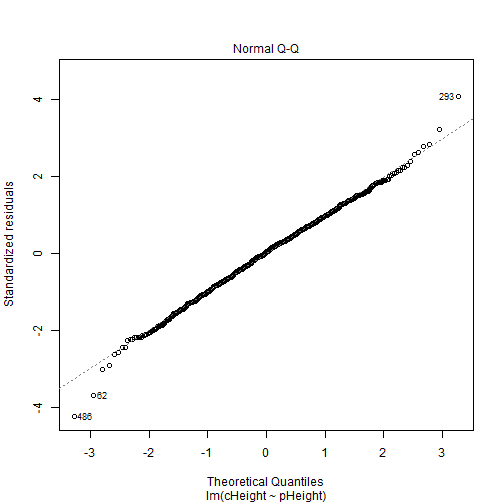 Normal Q-Q
Standardized residuals
4
2
0
-2
-4
293
62
486
-3 -2 -1 0 1 2 3
Theoretical Quantiles
lm(cHeight ~ pHeight)